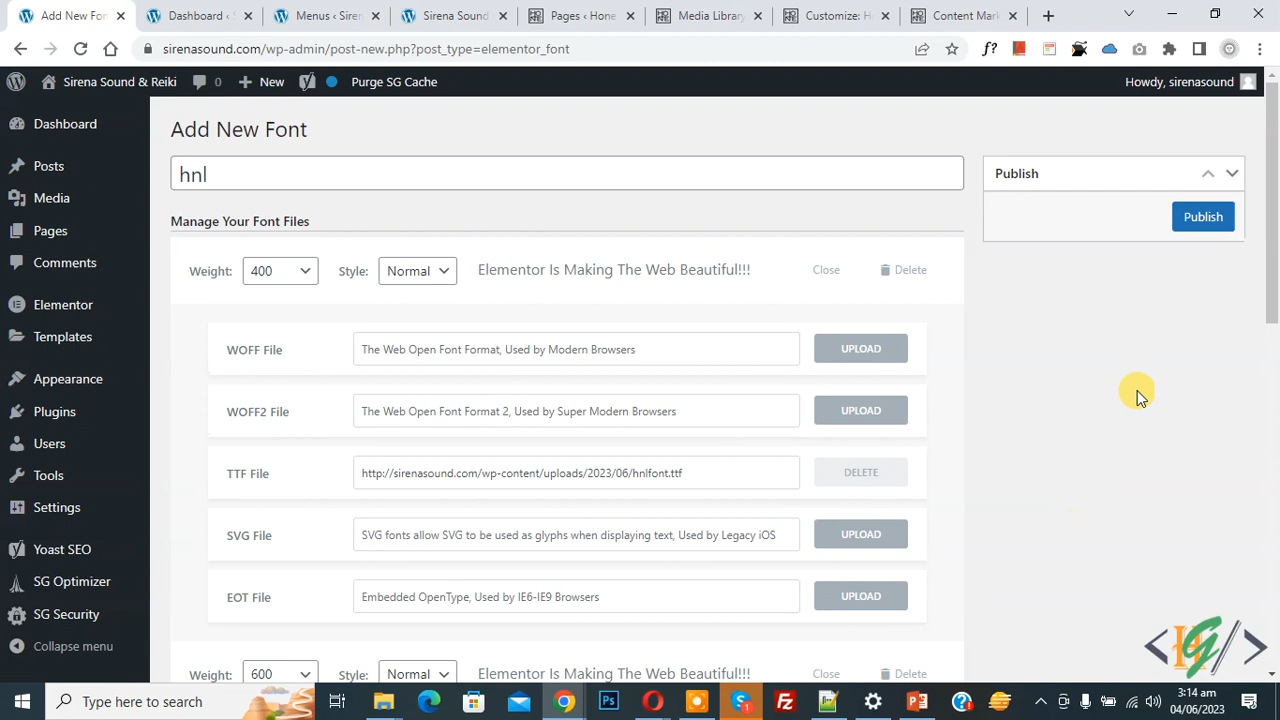 Add New Fon
Dashboard ‹
Menus ‹ Siren
Sirena Sound
Pages ‹ Hone
Media Library
Customize: H
Content Mark
sirenasound.com/wp-admin/post-new.php?post_type=elementor_font
f?
Sirena Sound & Reiki
0
New
Purge SG Cache
Howdy, sirenasound
Dashboard
Posts
Media
Pages
Comments
Elementor
Templates
Appearance
Plugins
Users
Tools
Settings
Yoast SEO
SG Optimizer
SG Security
Collapse menu
Add New Font
hnl
Publish
Publish
Manage Your Font Files
Weight: 400 Style: Normal Elementor Is Making The Web Beautiful!!! Close Delete
WOFF File The Web Open Font Format, Used by Modern Browsers UPLOAD
WOFF2 File The Web Open Font Format 2, Used by Super Modern Browsers UPLOAD
TTF File http://sirenasound.com/wp-content/uploads/2023/06/hnlfont.ttf DELETE
SVG File SVG fonts allow SVG to be used as glyphs when displaying text, Used by Legacy iOS UPLOAD
EOT File Embedded OpenType, Used by IE6-IE9 Browsers UPLOAD
Weight: 600 Style: Normal Elementor Is Making The Web Beautiful!!! Close Delete
Type here to search
3:14 am
04/06/2023